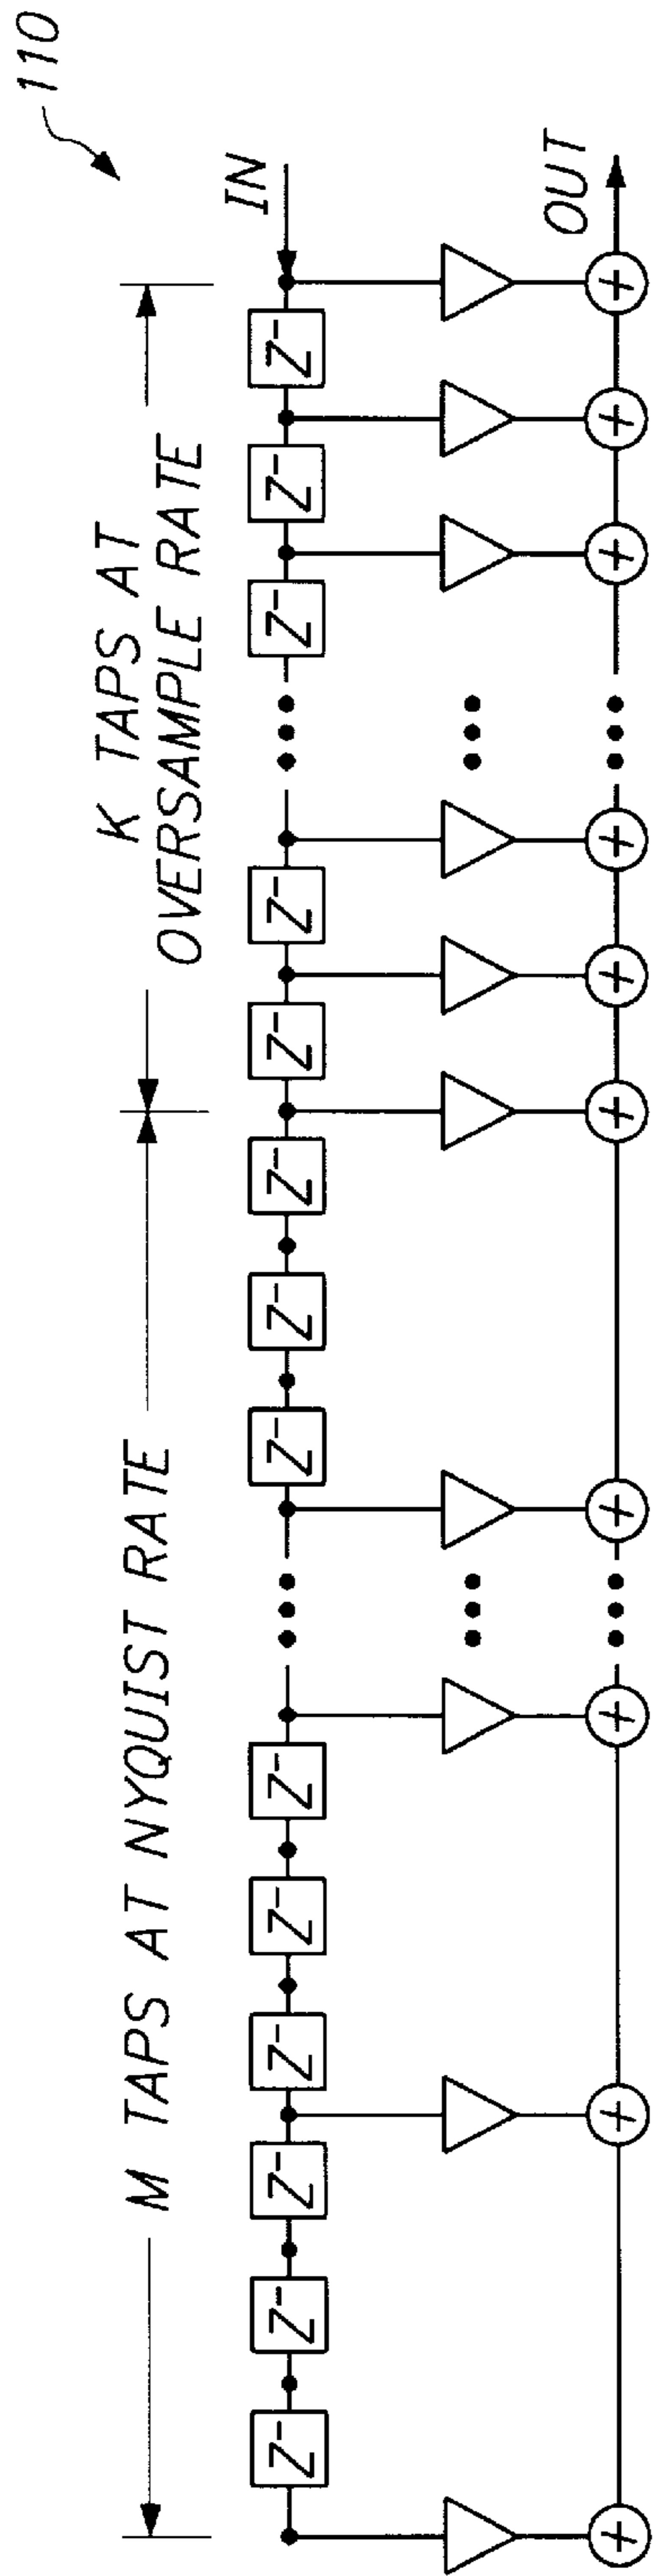 110
K TAPS AT
OVERSAMPLE RATE
M TAPS AT NYQUIST RATE
IN
Z⁻ Z⁻ Z⁻ Z⁻ Z⁻ Z⁻ Z⁻ Z⁻ Z⁻ Z⁻ Z⁻ Z⁻ Z⁻ Z⁻
OUT
+ + + + + + + + + +